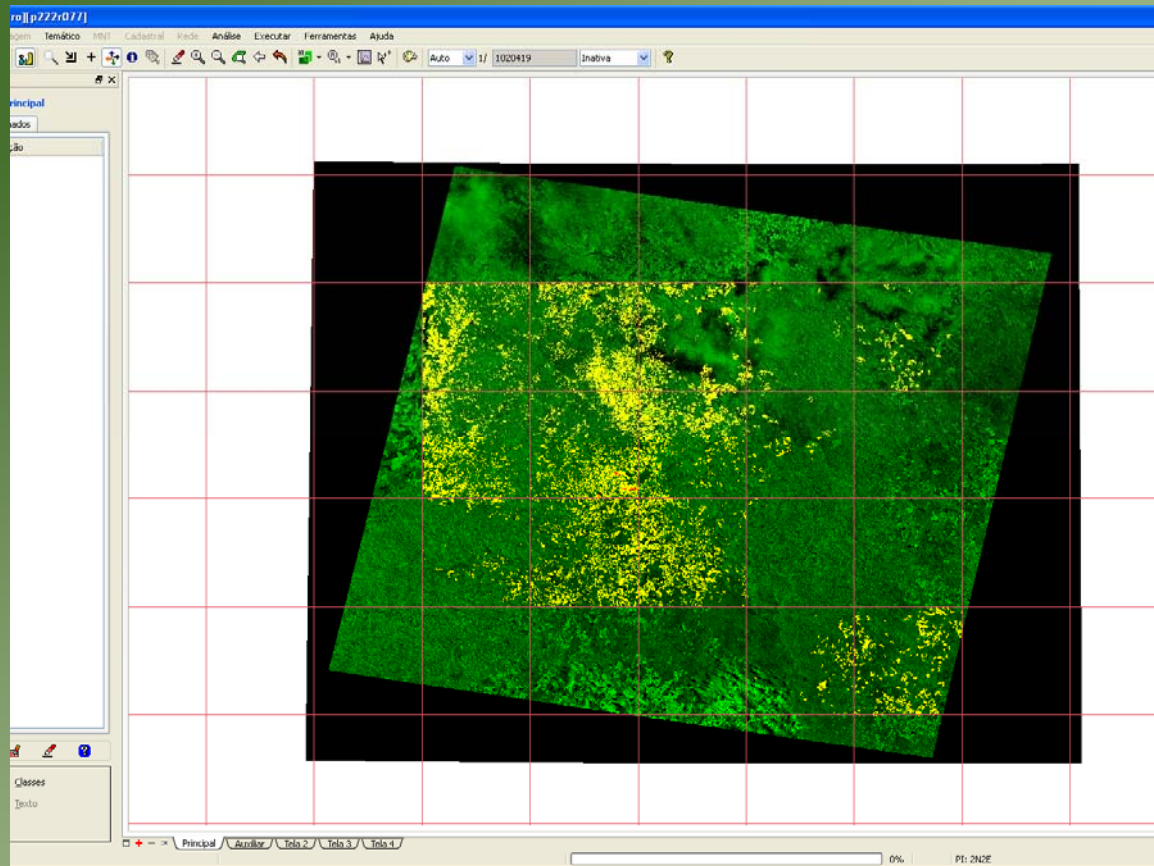 ro][p222r077]
agem Temático MNT Cadastral Rede Análise Executar Ferramentas Ajuda
Auto 1/ 1020419 Inativa
rincipal
ados
ção
Classes
Texto
Principal Auxiliar Tela 2 Tela 3 Tela 4
0% PI: 2N2E